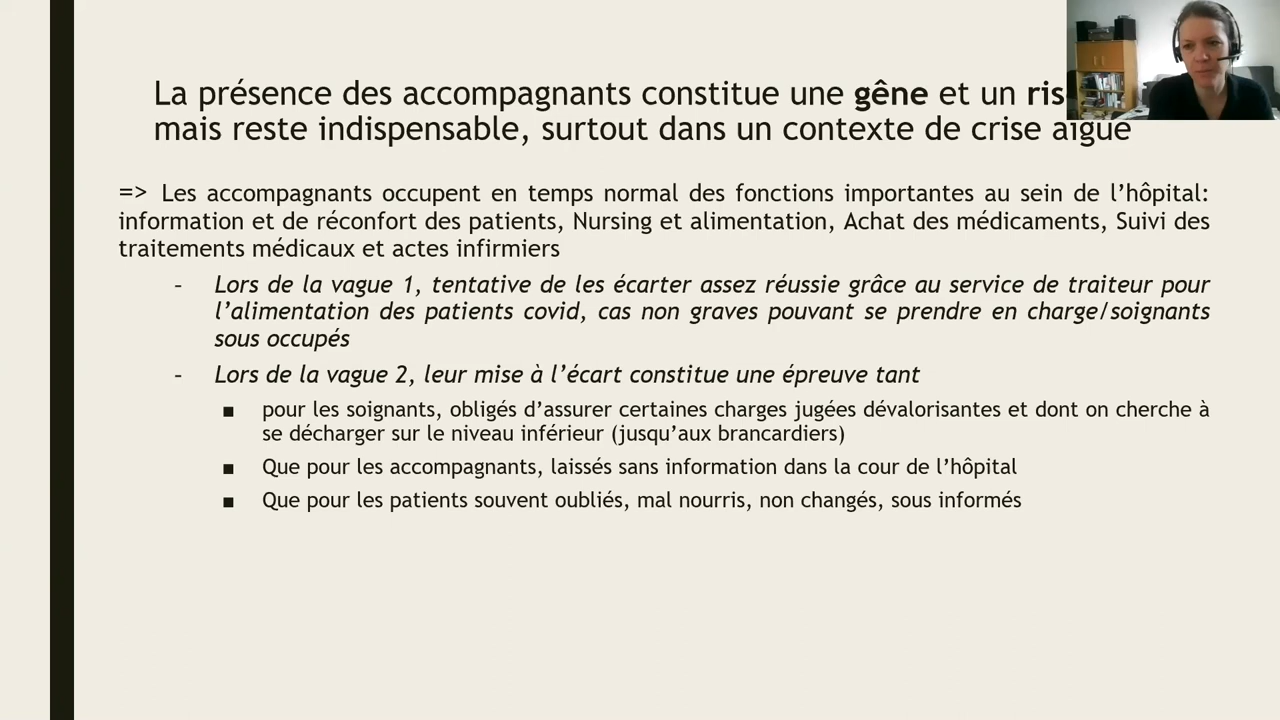 La présence des accompagnants constitue une gêne et un
mais reste indispensable, surtout dans un contexte de crise aigue
=> Les accompagnants occupent en temps normal des fonctions importantes au sein de l’hôpital:
information et de réconfort des patients, Nursing et alimentation, Achat des médicaments, Suivi des
traitements médicaux et actes infirmiers
- Lors de la vague 1, tentative de les écarter assez réussie grâce au service de traiteur pour
l’alimentation des patients covid, cas non graves pouvant se prendre en charge/soignants
sous occupés
- Lors de la vague 2, leur mise à l’écart constitue une épreuve tant
■ pour les soignants, obligés d’assurer certaines charges jugées dévalorisantes et dont on cherche à
se décharger sur le niveau inférieur (jusqu’aux brancardiers)
■ Que pour les accompagnants, laissés sans information dans la cour de l’hôpital
■ Que pour les patients souvent oubliés, mal nourris, non changés, sous informés